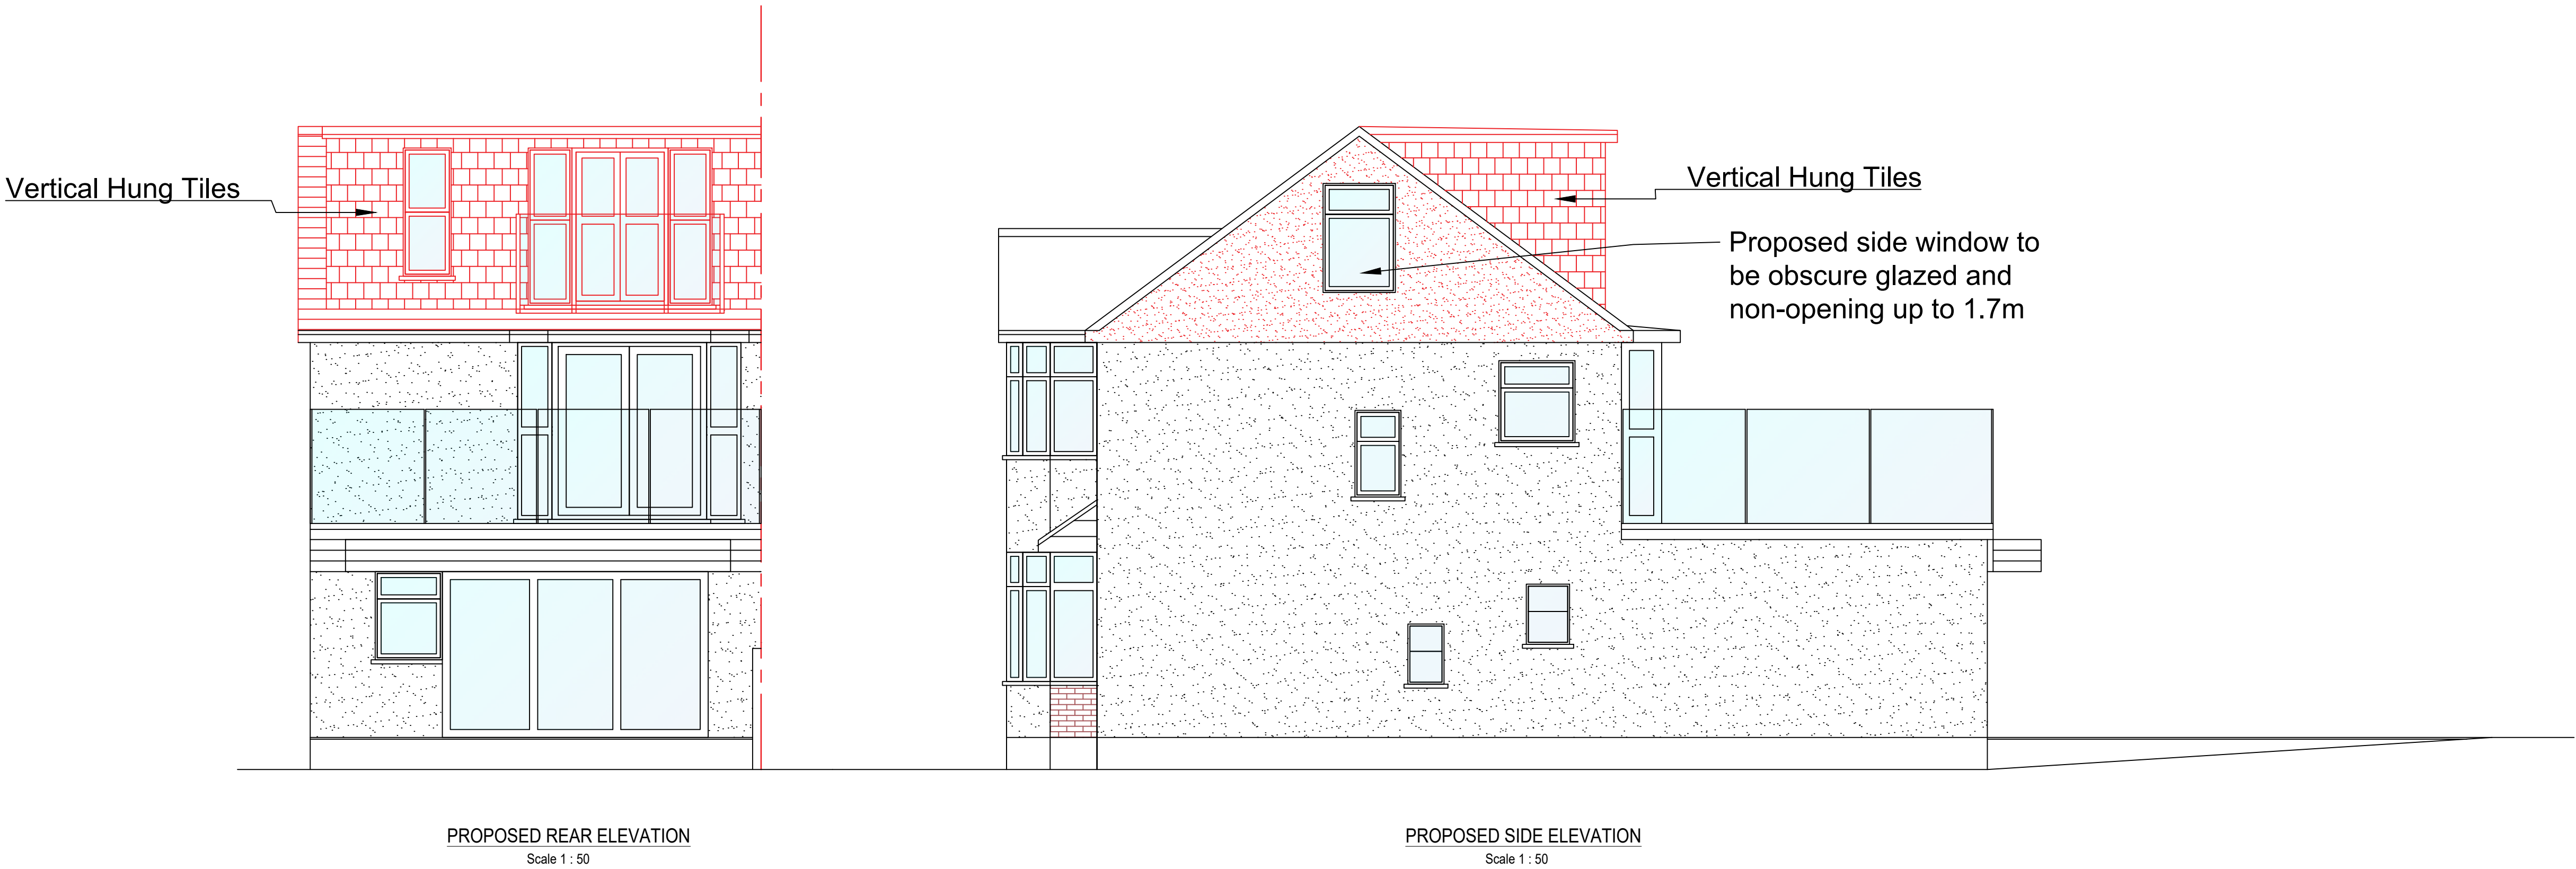 Vertical Hung Tiles
Vertical Hung Tiles
Proposed side window to
be obscure glazed and
non-opening up to 1.7m
PROPOSED REAR ELEVATION
Scale 1 : 50
PROPOSED SIDE ELEVATION
Scale 1 : 50